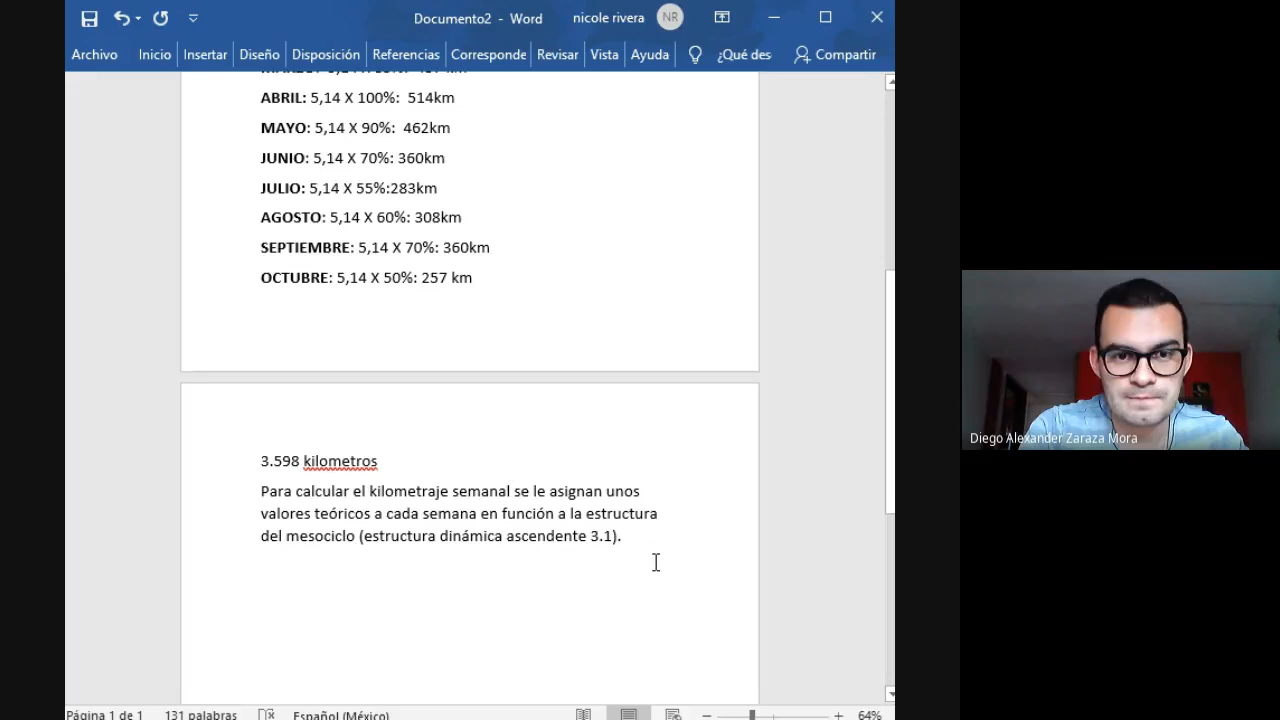 Documento2 - Word
nicole rivera
NR
Archivo Inicio Insertar Diseño Disposición Referencias Corresponde Revisar Vista Ayuda ¿Qué des Compartir
ABRIL: 5,14 X 100%: 514km
MAYO: 5,14 X 90%: 462km
JUNIO: 5,14 X 70%: 360km
JULIO: 5,14 X 55%:283km
AGOSTO: 5,14 X 60%: 308km
SEPTIEMBRE: 5,14 X 70%: 360km
OCTUBRE: 5,14 X 50%: 257 km
3.598 kilometros
Para calcular el kilometraje semanal se le asignan unos
valores teóricos a cada semana en función a la estructura
del mesociclo (estructura dinámica ascendente 3.1).
Diego Alexander Zaraza Mora
Página 1 de 1 131 palabras Español (México) 64%